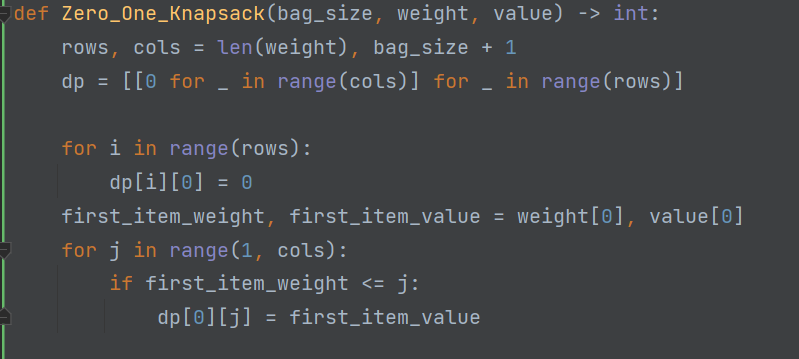 def Zero_One_Knapsack(bag_size, weight, value) -> int:
    rows, cols = len(weight), bag_size + 1
    dp = [[0 for _ in range(cols)] for _ in range(rows)]

    for i in range(rows):
        dp[i][0] = 0
    first_item_weight, first_item_value = weight[0], value[0]
    for j in range(1, cols):
        if first_item_weight <= j:
            dp[0][j] = first_item_value